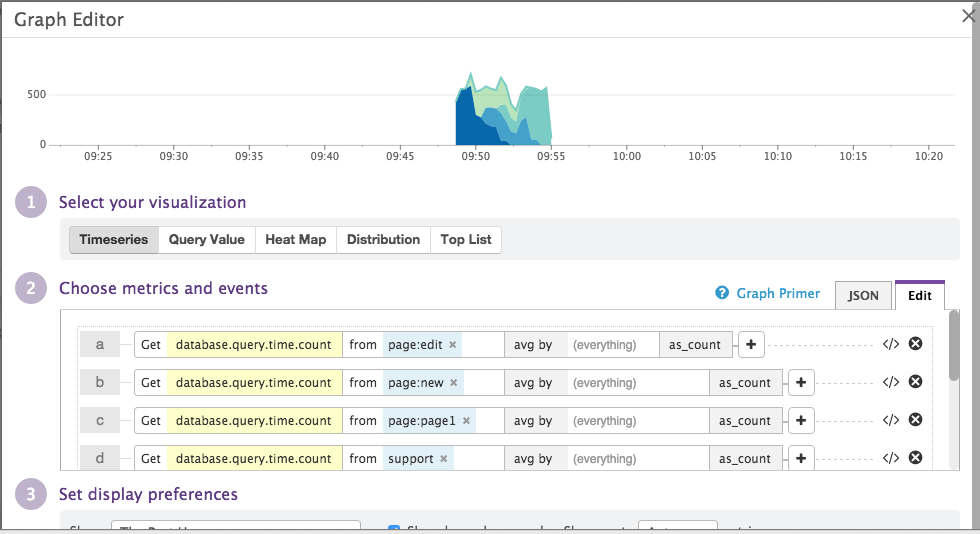 Graph Editor
500
0
09:25 09:30 09:35 09:40 09:45 09:50 09:55 10:00 10:05 10:10 10:15 10:20
1 Select your visualization
Timeseries Query Value Heat Map Distribution Top List
2 Choose metrics and events
? Graph Primer JSON Edit
a Get database.query.time.count from page:edit × avg by (everything) as_count + </>
b Get database.query.time.count from page:new × avg by (everything) as_count + </>
c Get database.query.time.count from page:page1 × avg by (everything) as_count + </>
d Get database.query.time.count from support × avg by (everything) as_count + </>
3 Set display preferences